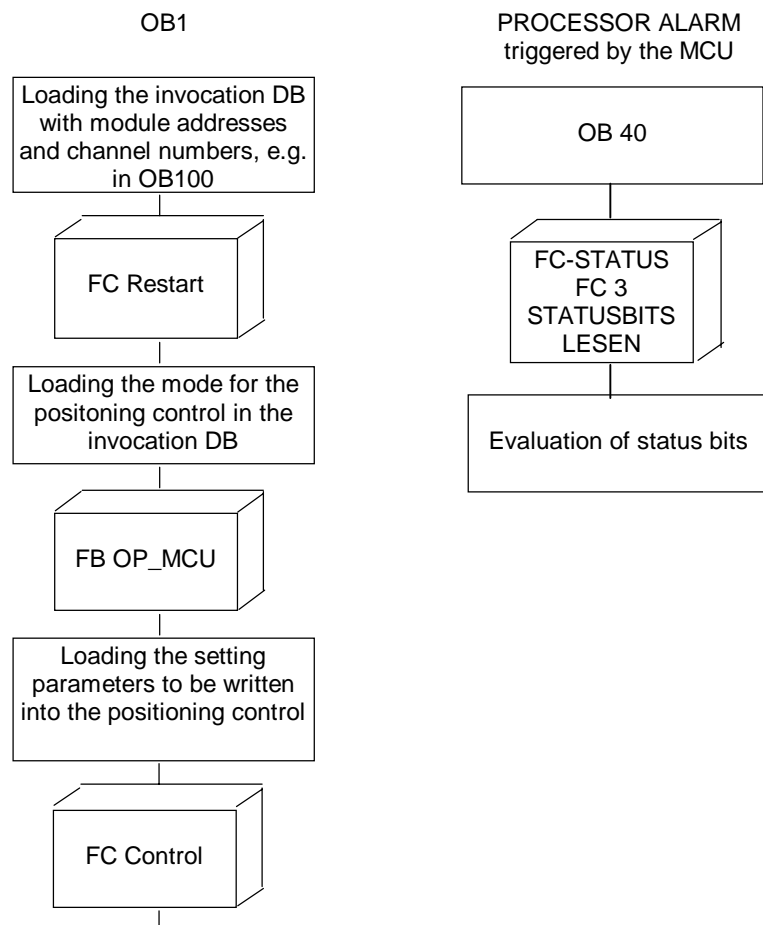 OB1
Loading the invocation DB
with module addresses
and channel numbers, e.g.
in OB100
FC Restart
Loading the mode for the
positoning control in the
invocation DB
FB OP_MCU
Loading the setting
parameters to be written
into the positioning control
FC Control
PROCESSOR ALARM
triggered by the MCU
OB 40
FC-STATUS
FC 3
STATUSBITS
LESEN
Evaluation of status bits